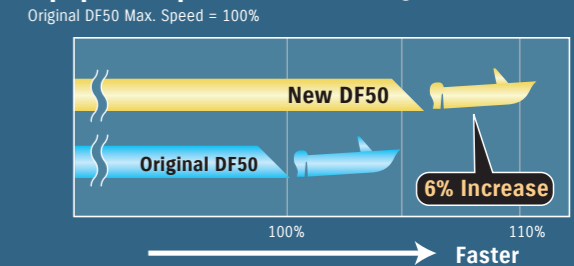 Original DF50 Max. Speed = 100%
New DF50
Original DF50
6% Increase
100%
110%
Faster